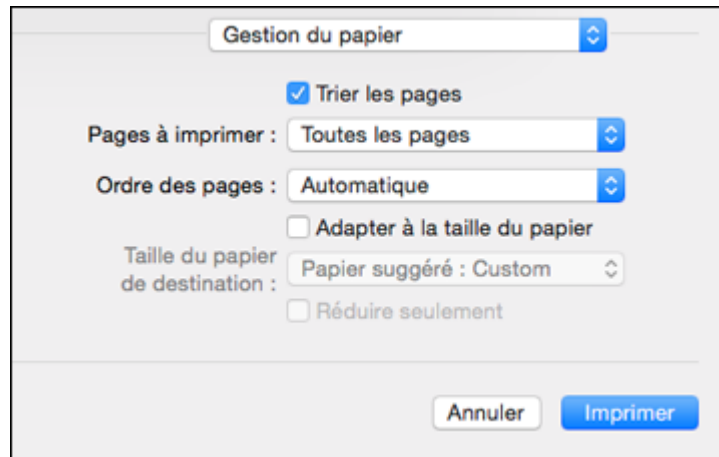 Gestion du papier
Trier les pages
Pages à imprimer : Toutes les pages
Ordre des pages : Automatique
Adapter à la taille du papier
Taille du papier
de destination : Papier suggéré : Custom
Réduire seulement
Annuler Imprimer